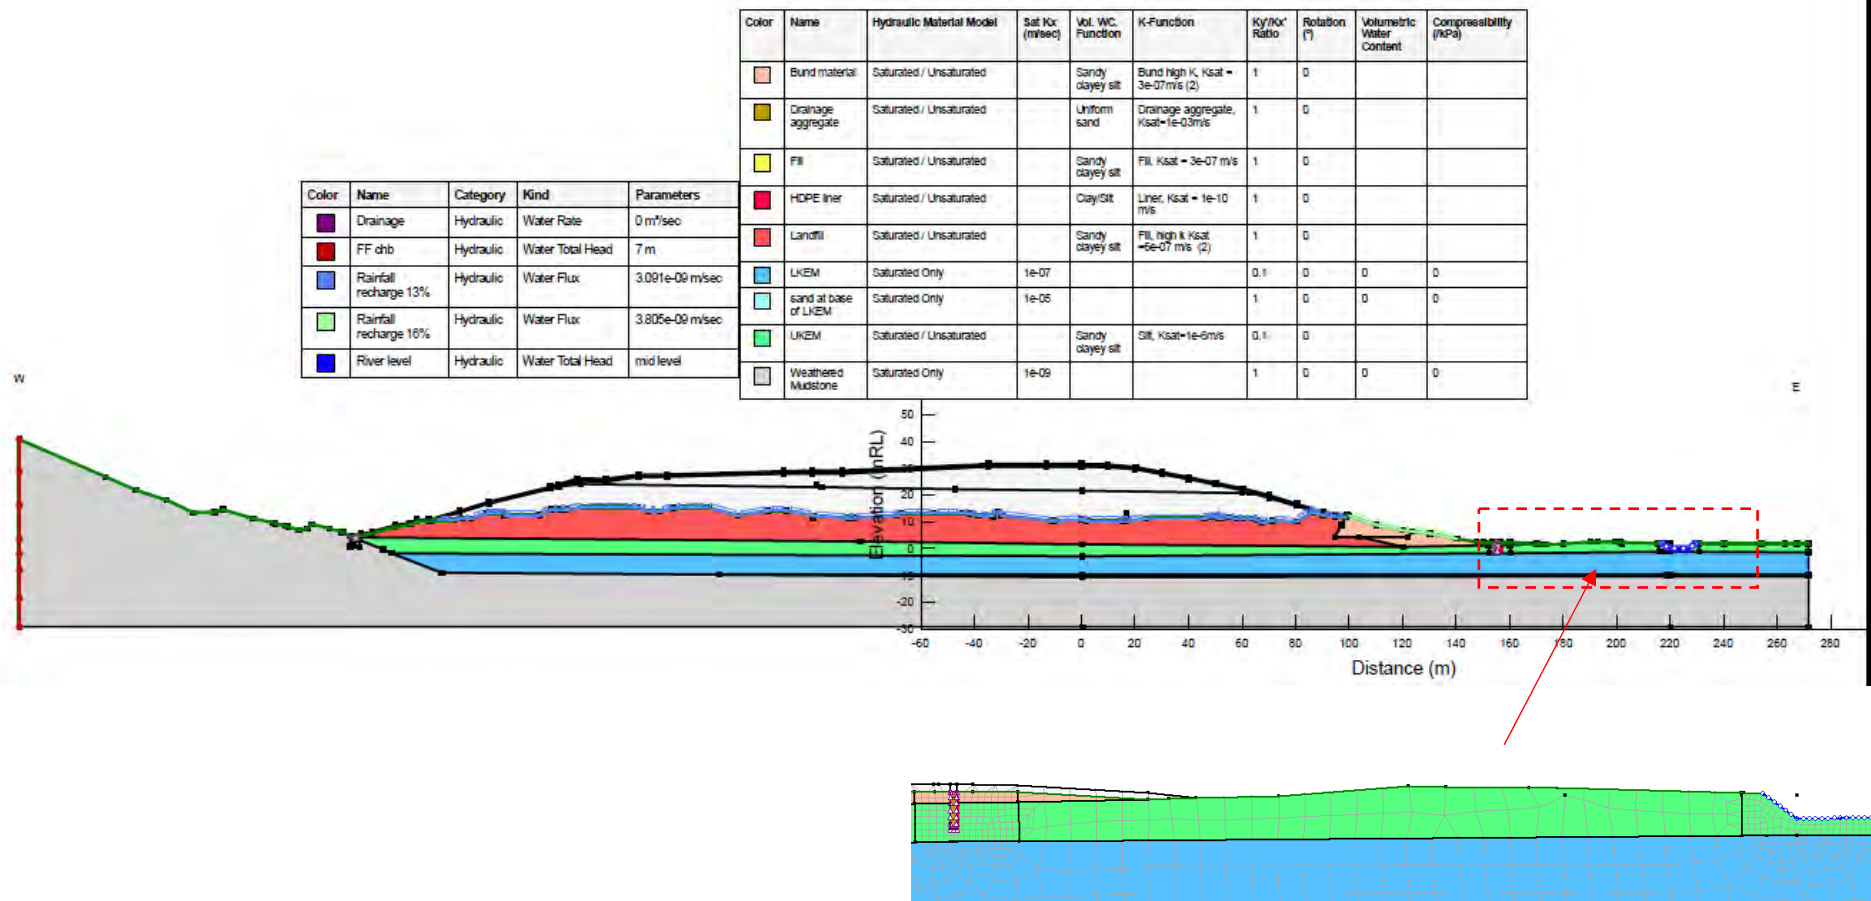 Color Name Hydraulic Material Model Sat Kx (m/sec) Vol. WC. Function K-Function Ky'/Kx' Ratio Rotation (°) Volumetric Water Content Compressibility (/kPa)
Bund material Saturated / Unsaturated Sandy clayey silt Bund high K, Ksat = 3e-07m/s (2) 1 0
Drainage aggregate Saturated / Unsaturated Uniform sand Drainage aggregate, Ksat=1e-03m/s 1 0
Fill Saturated / Unsaturated Sandy clayey silt Fill, Ksat = 3e-07 m/s 1 0
HDPE liner Saturated / Unsaturated Clay/Silt Liner, Ksat = 1e-10 m/s 1 0
Landfill Saturated / Unsaturated Sandy clayey silt Fill, high k Ksat =5e-07 m/s (2) 1 0
LKEM Saturated Only 1e-07 0.1 0 0 0
sand at base of LKEM Saturated Only 1e-05 1 0 0 0
UKEM Saturated / Unsaturated Sandy clayey silt Silt, Ksat=1e-6m/s 0.1 0
Weathered Mudstone Saturated Only 1e-09 1 0 0 0
Color Name Category Kind Parameters
Drainage Hydraulic Water Rate 0 m³/sec
FF chb Hydraulic Water Total Head 7 m
Rainfall recharge 13% Hydraulic Water Flux 3.091e-09 m/sec
Rainfall recharge 16% Hydraulic Water Flux 3.805e-09 m/sec
River level Hydraulic Water Total Head mid level
W
E
Elevation (mRL)
50
40
20
10
0
-20
-30
-60 -40 -20 0 20 40 60 80 100 120 140 160 180 200 220 240 260 280
Distance (m)